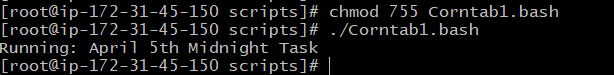 [root@ip-172-31-45-150 scripts]# chmod 755 Corntab1.bash
[root@ip-172-31-45-150 scripts]# ./Corntab1.bash
Running: April 5th Midnight Task
[root@ip-172-31-45-150 scripts]#